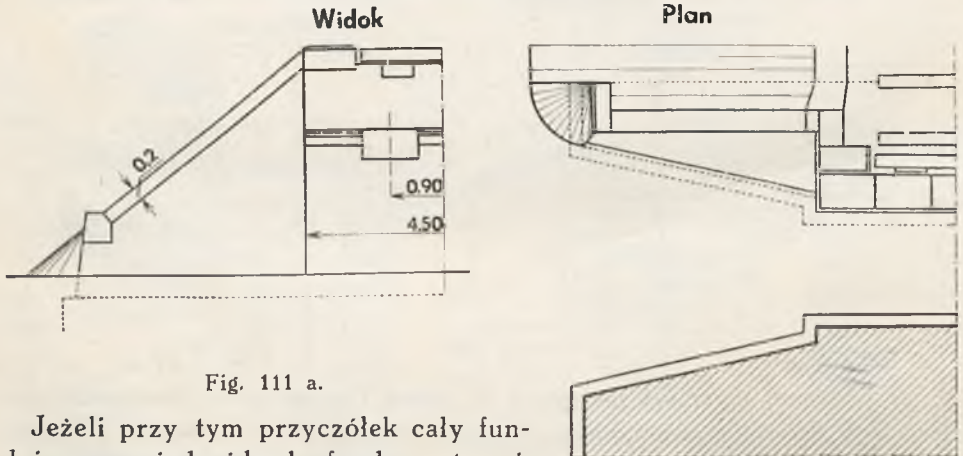 Widok
Plan
0.2
0.90
4.50
Fig. 111 a.
Jeżeli przy tym przyczółek cały fun-